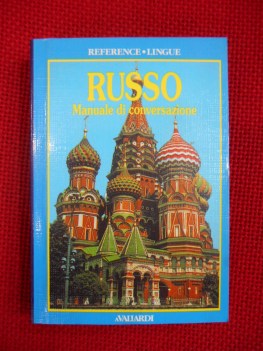 REFERENCE • LINGUE
RUSSO
Manuale di conversazione
A.VALLARDI